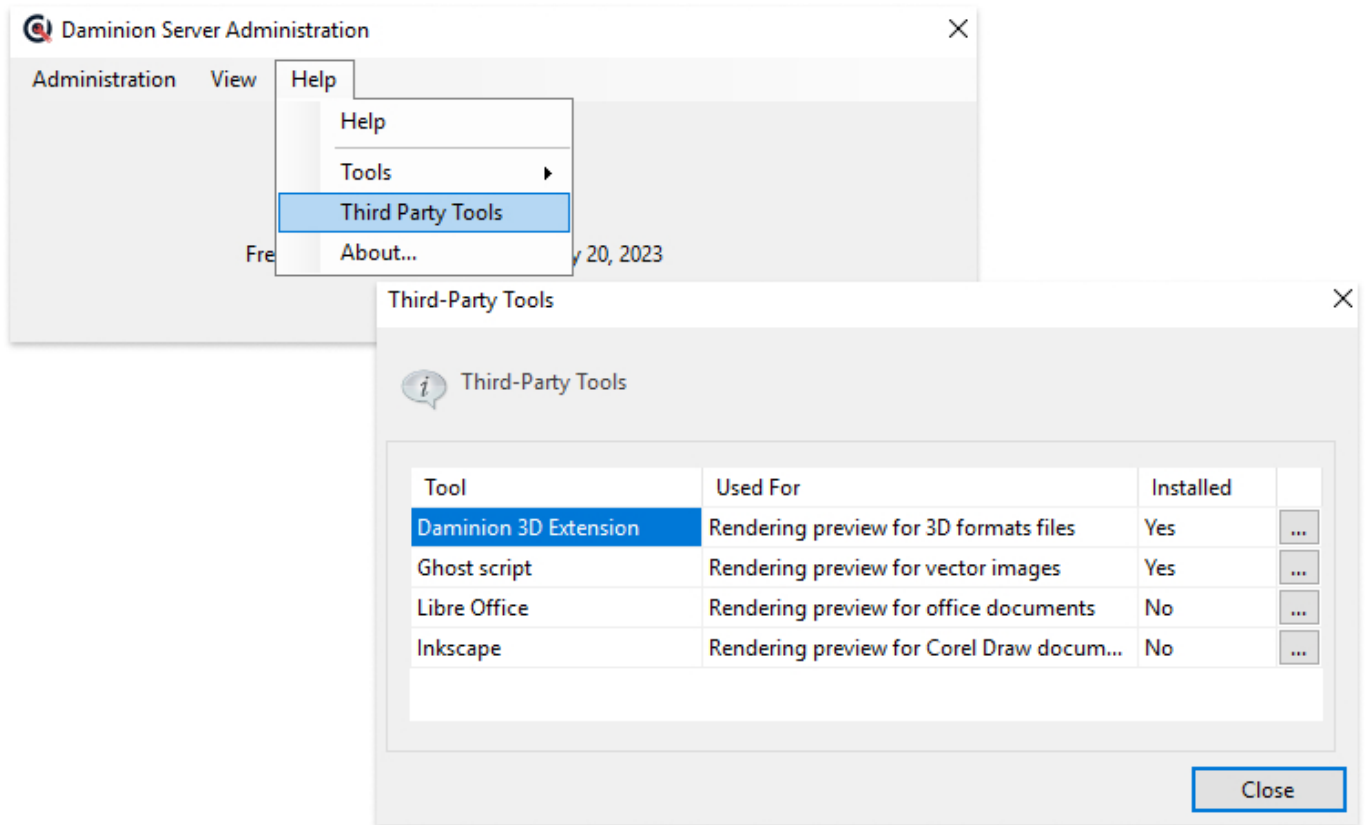 Daminion Server Administration
Administration View Help
Help
Tools
Third Party Tools
About...
Fre
20, 2023
Third-Party Tools
Third-Party Tools
Tool Used For Installed
Daminion 3D Extension Rendering preview for 3D formats files Yes ...
Ghost script Rendering preview for vector images Yes ...
Libre Office Rendering preview for office documents No ...
Inkscape Rendering preview for Corel Draw docum... No ...
Close